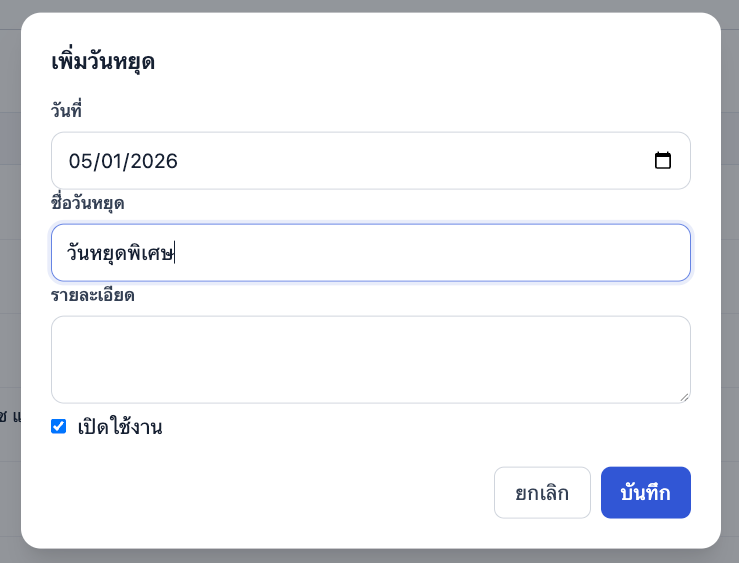 เพิ่มวันหยุด
วันที่
05/01/2026
ชื่อวันหยุด
วันหยุดพิเศษ
รายละเอียด
เปิดใช้งาน
ยกเลิก
บันทึก